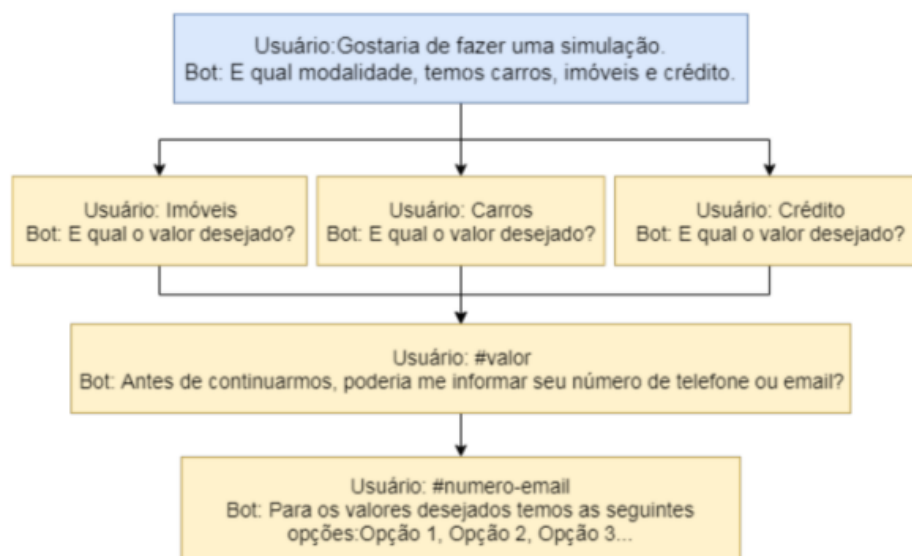 Usuário:Gostaria de fazer uma simulação.
Bot: E qual modalidade, temos carros, imóveis e crédito.
Usuário: Imóveis
Bot: E qual o valor desejado?
Usuário: Carros
Bot: E qual o valor desejado?
Usuário: Crédito
Bot: E qual o valor desejado?
Usuário: #valor
Bot: Antes de continuarmos, poderia me informar seu número de telefone ou email?
Usuário: #numero-email
Bot: Para os valores desejados temos as seguintes
opções:Opção 1, Opção 2, Opção 3...